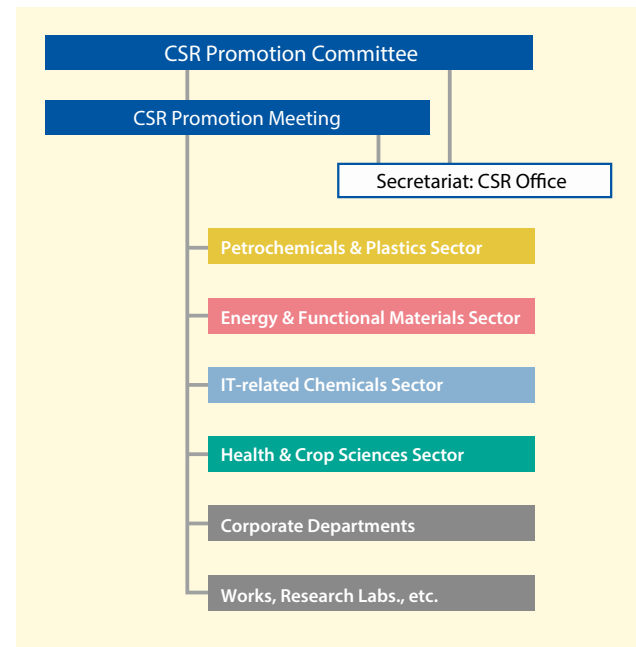 CSR Promotion Committee
CSR Promotion Meeting
Secretariat: CSR Office
Petrochemicals & Plastics Sector
Energy & Functional Materials Sector
IT-related Chemicals Sector
Health & Crop Sciences Sector
Corporate Departments
Works, Research Labs., etc.